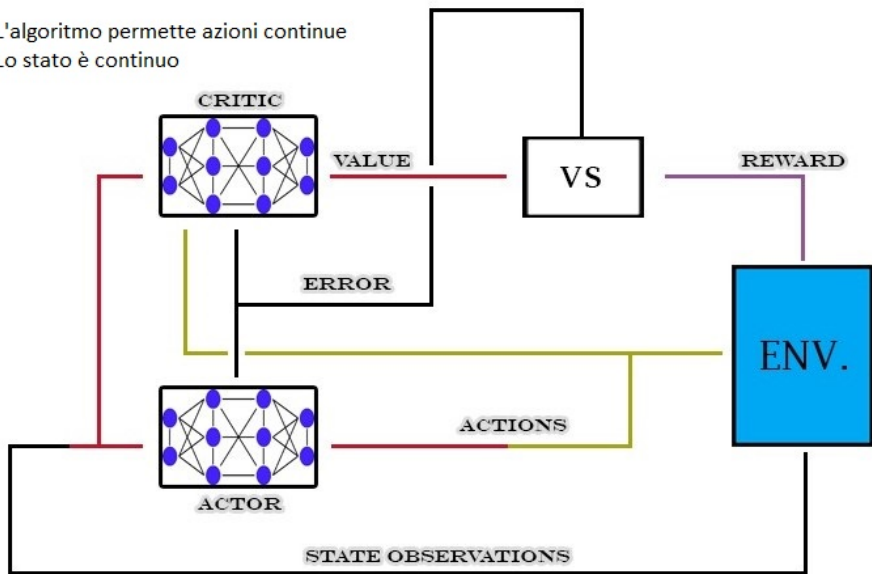 L'algoritmo permette azioni continue
Lo stato è continuo
CRITIC
VALUE
VS
REWARD
ERROR
ENV.
ACTIONS
ACTOR
STATE OBSERVATIONS